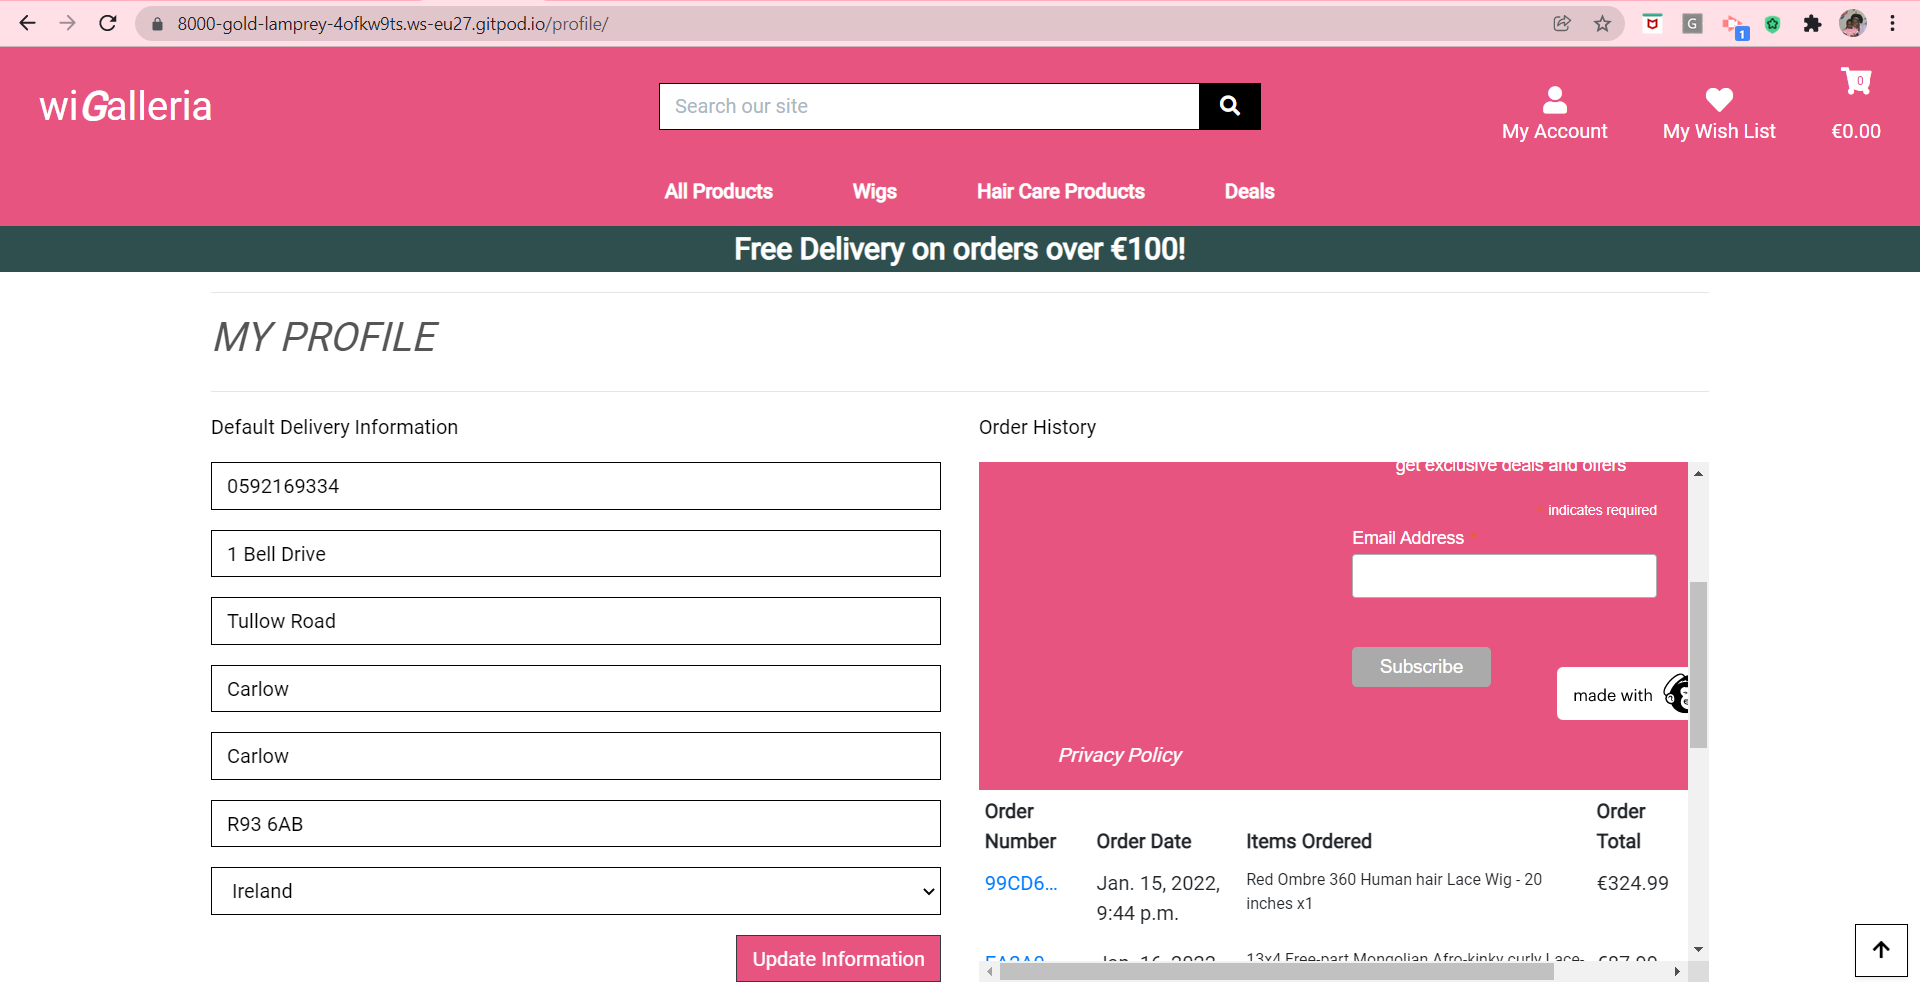 8000-gold-lamprey-4ofkw9ts.ws-eu27.gitpod.io/profile/
G
1
wiGalleria
Search our site
0
My Account
My Wish List
€0.00
All Products
Wigs
Hair Care Products
Deals
Free Delivery on orders over €100!
MY PROFILE
Default Delivery Information
0592169334
1 Bell Drive
Tullow Road
Carlow
Carlow
R93 6AB
Ireland
Update Information
Order History
get exclusive deals and offers
* indicates required
Email Address *
Subscribe
made with
Privacy Policy
Order Number
Order Date
Items Ordered
Order Total
99CD6...
Jan. 15, 2022, 9:44 p.m.
Red Ombre 360 Human hair Lace Wig - 20 inches x1
€324.99
Jan. 16, 2022
13x4 Free-part Mongolian Afro-kinky curly Lace-